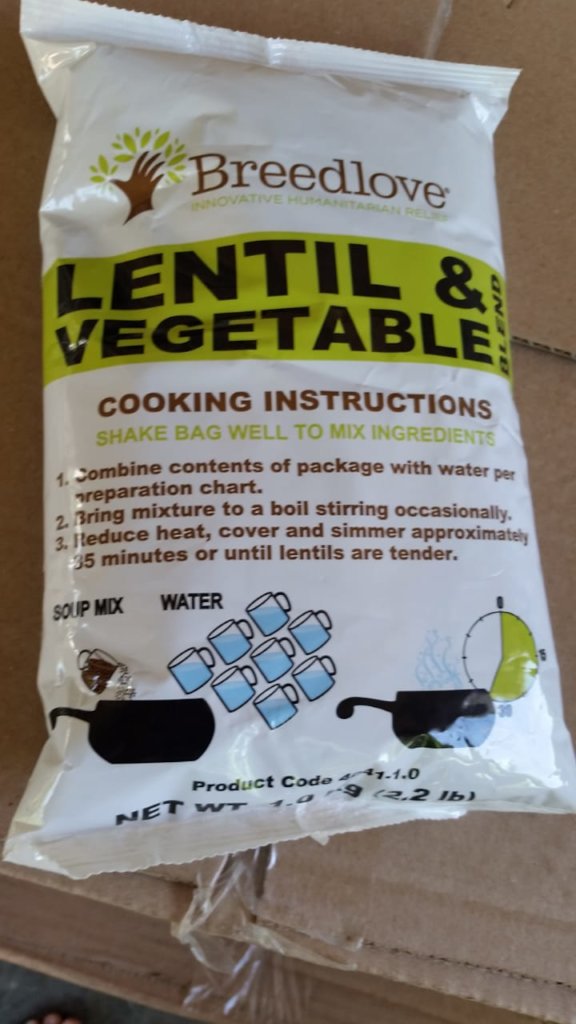 Breedlove®
INNOVATIVE HUMANITARIAN RELIEF
LENTIL &
VEGETABLE
BLEND
COOKING INSTRUCTIONS
SHAKE BAG WELL TO MIX INGREDIENTS
1. Combine contents of package with water per
preparation chart.
2. Bring mixture to a boil stirring occasionally.
3. Reduce heat, cover and simmer approximately
35 minutes or until lentils are tender.
SOUP MIX
WATER
0
15
30
Product Code
NET WT. 1.0 kg (2.2 lb)